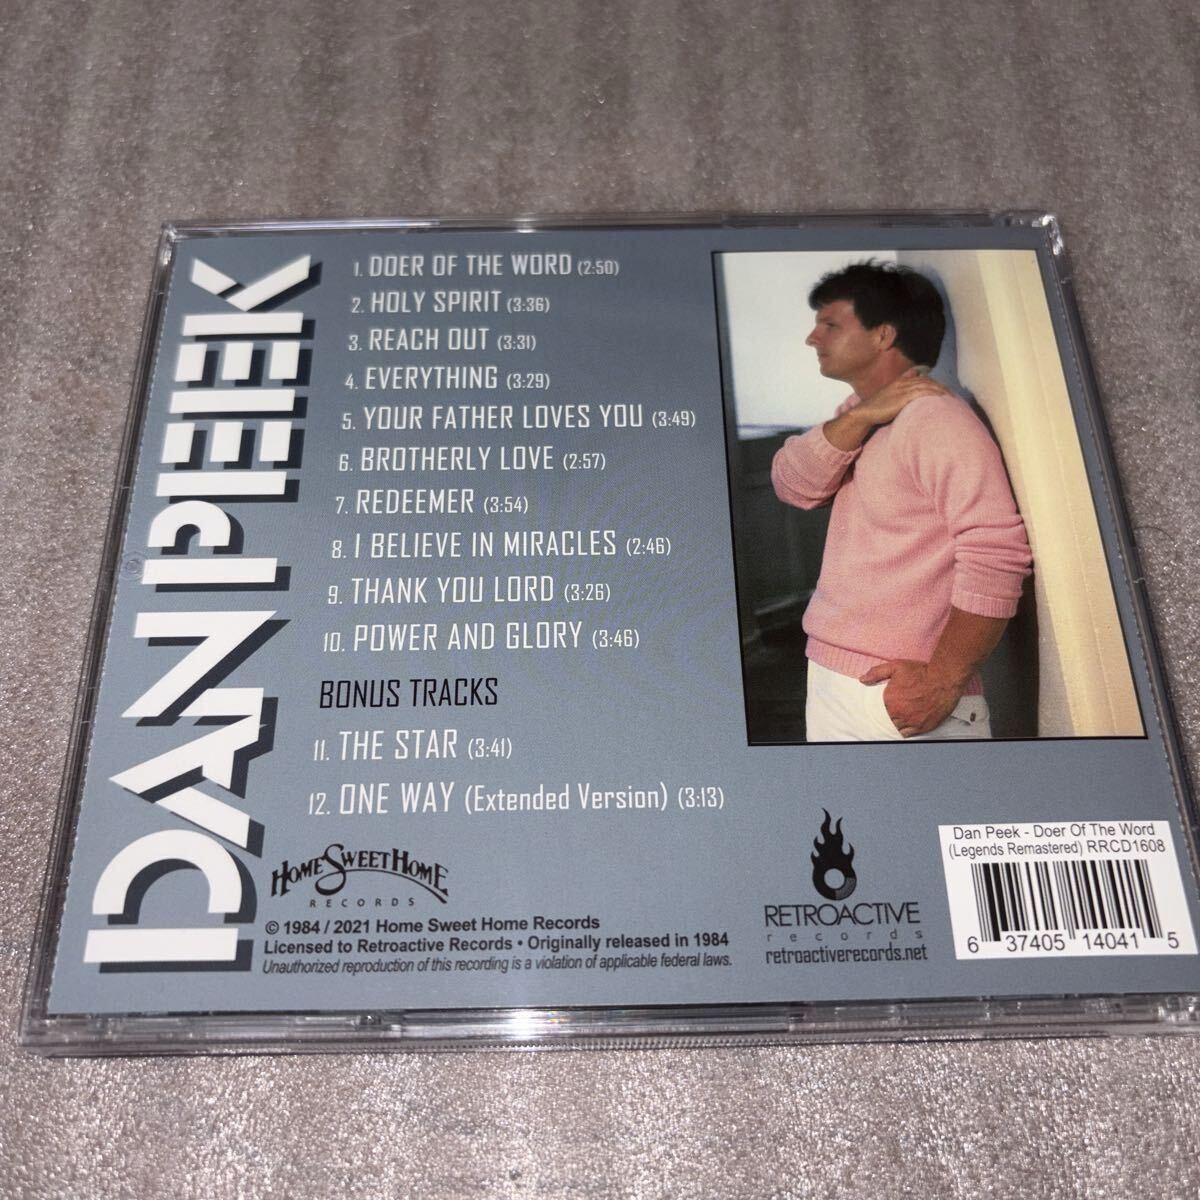 DAN PEEK
1. DOER OF THE WORD (2:50)
2. HOLY SPIRIT (3:36)
3. REACH OUT (3:31)
4. EVERYTHING (3:29)
5. YOUR FATHER LOVES YOU (3:49)
6. BROTHERLY LOVE (2:57)
7. REDEEMER (3:54)
8. I BELIEVE IN MIRACLES (2:46)
9. THANK YOU LORD (3:26)
10. POWER AND GLORY (3:46)
BONUS TRACKS
11. THE STAR (3:41)
12. ONE WAY (Extended Version) (3:13)
HOME SWEET HOME
RECORDS
© 1984 / 2021 Home Sweet Home Records
Licensed to Retroactive Records • Originally released in 1984
Unauthorized reproduction of this recording is a violation of applicable federal laws.
RETROACTIVE
records
retroactiverecords.net
Dan Peek - Doer Of The Word
(Legends Remastered) RRCD1608
6 37405 14041 5